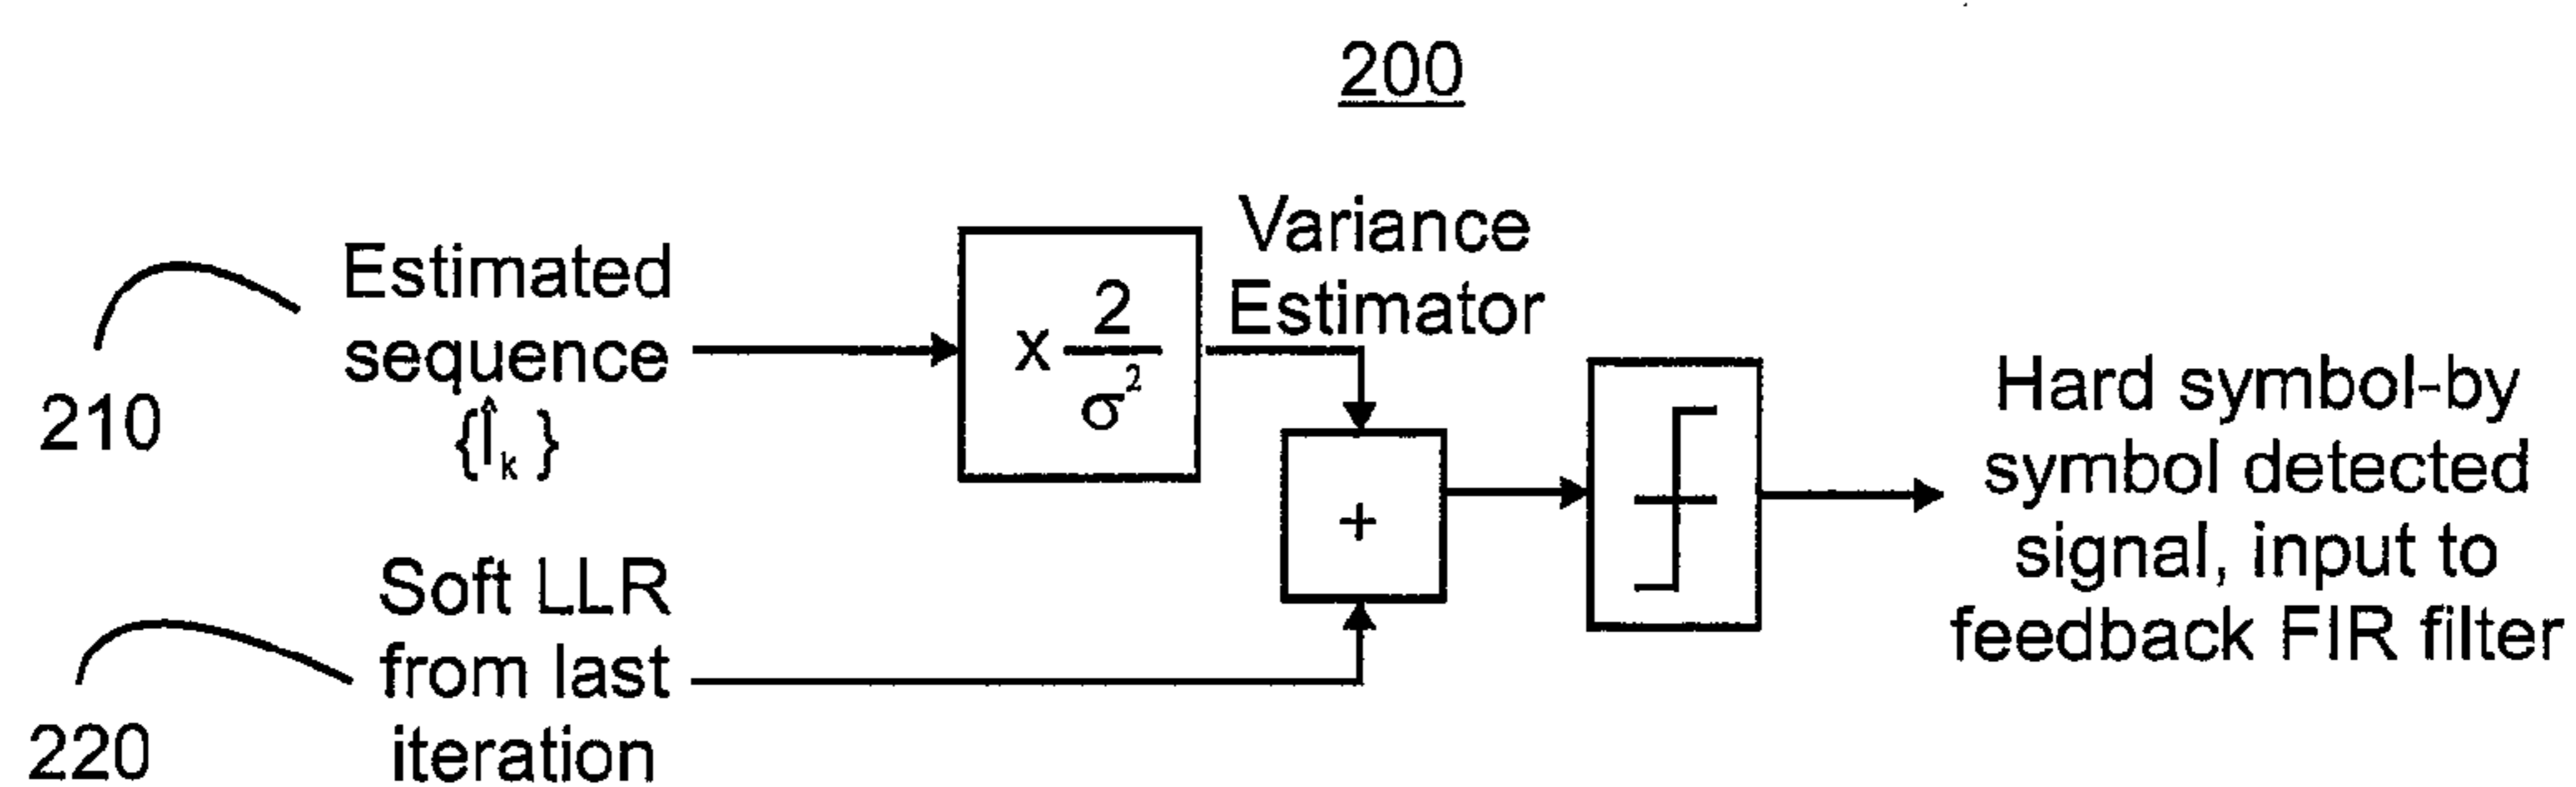 200
Variance
Estimator
Estimated
sequence
{Î_k}
210
x 2/σ²
+
Hard symbol-by
symbol detected
signal, input to
feedback FIR filter
Soft LLR
from last
iteration
220